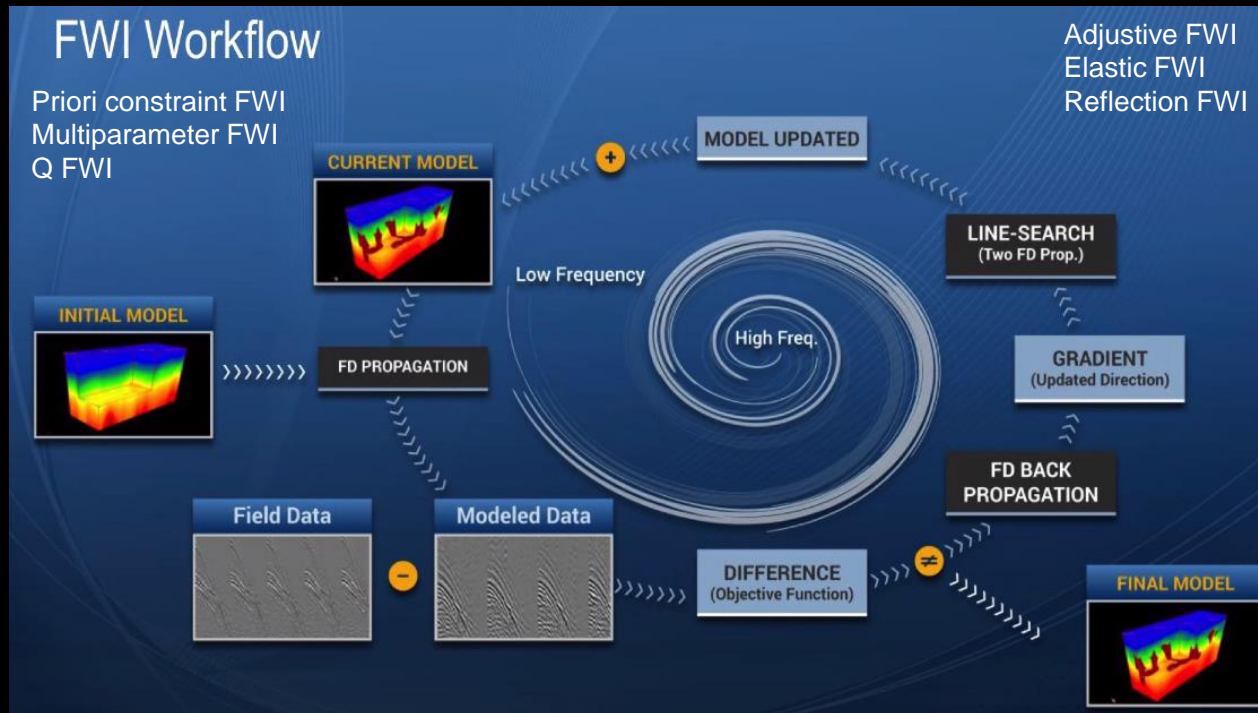 FWI Workflow
Priori constraint FWI
Multiparameter FWI
Q FWI
Adjustive FWI
Elastic FWI
Reflection FWI
CURRENT MODEL
MODEL UPDATED
+
LINE-SEARCH
(Two FD Prop.)
Low Frequency
High Freq.
INITIAL MODEL
FD PROPAGATION
GRADIENT
(Updated Direction)
FD BACK
PROPAGATION
Field Data
−
Modeled Data
DIFFERENCE
(Objective Function)
≠
FINAL MODEL